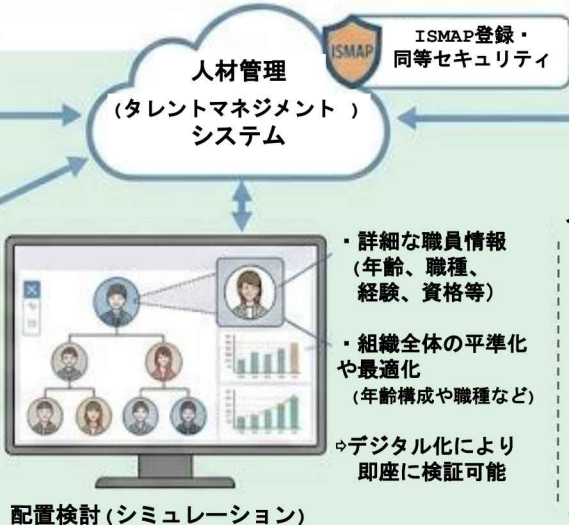 ISMAP
ISMAP登録・
同等セキュリティ
人材管理
(タレントマネジメント )
システム
・詳細な職員情報
(年齢、職種、
経験、資格等)
・組織全体の平準化
や最適化
(年齢構成や職種など)
⇨デジタル化により
即座に検証可能
配置検討(シミュレーション)